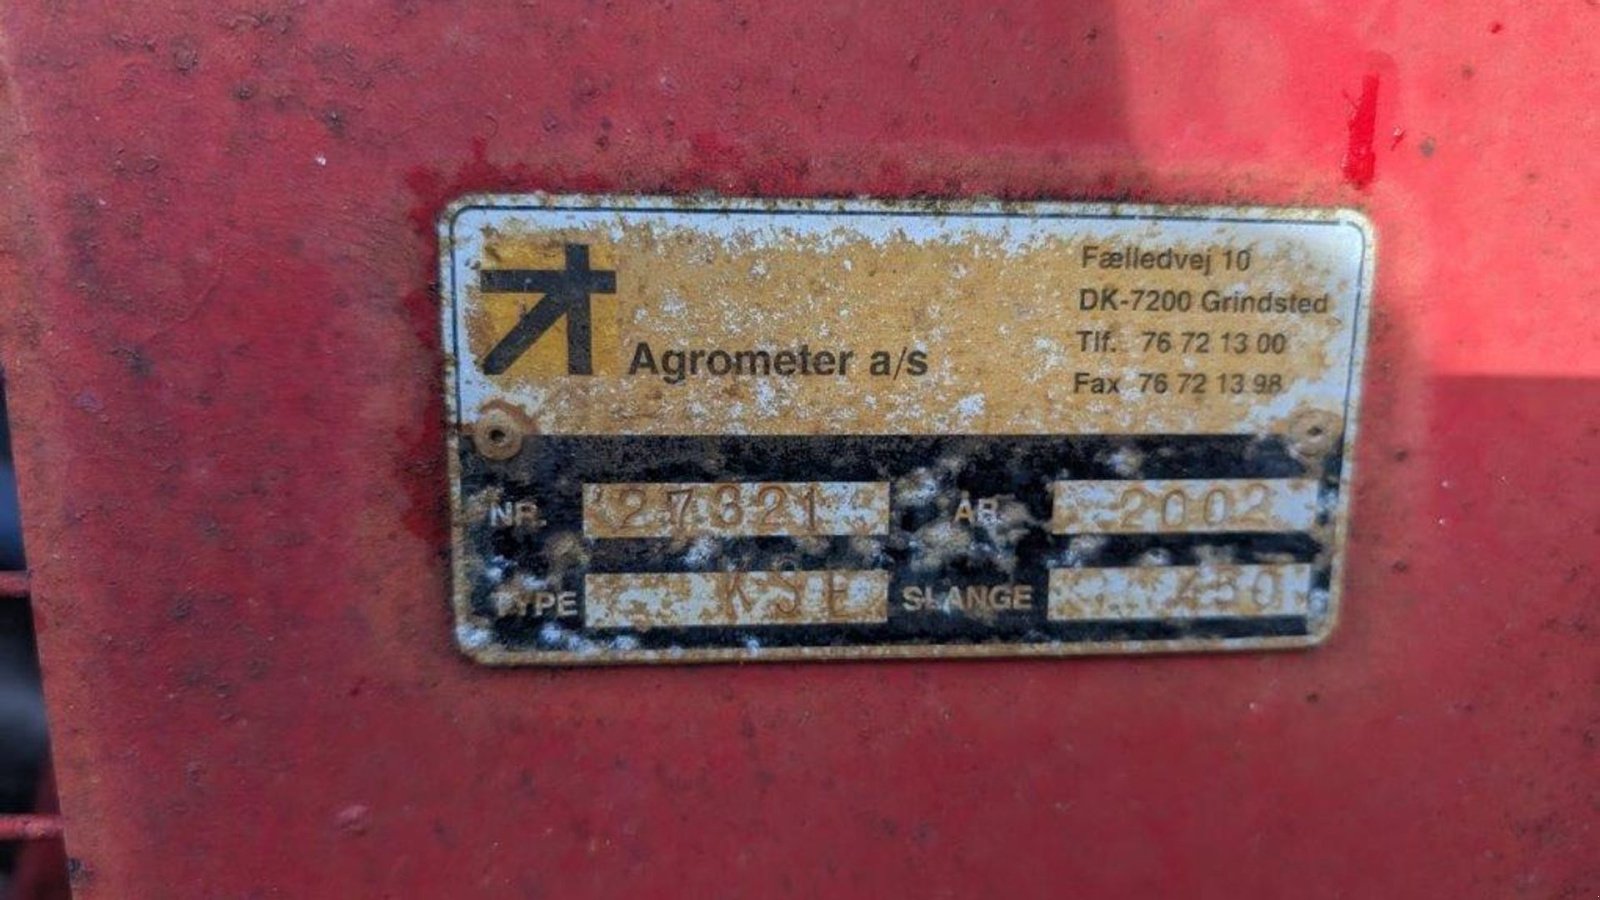 Fælledvej 10
DK-7200 Grindsted
Tlf. 76 72 13 00
Fax 76 72 13 98
Agrometer a/s
NR. 27321 ÅR. 2002
TYPE KSE SLANGE 450